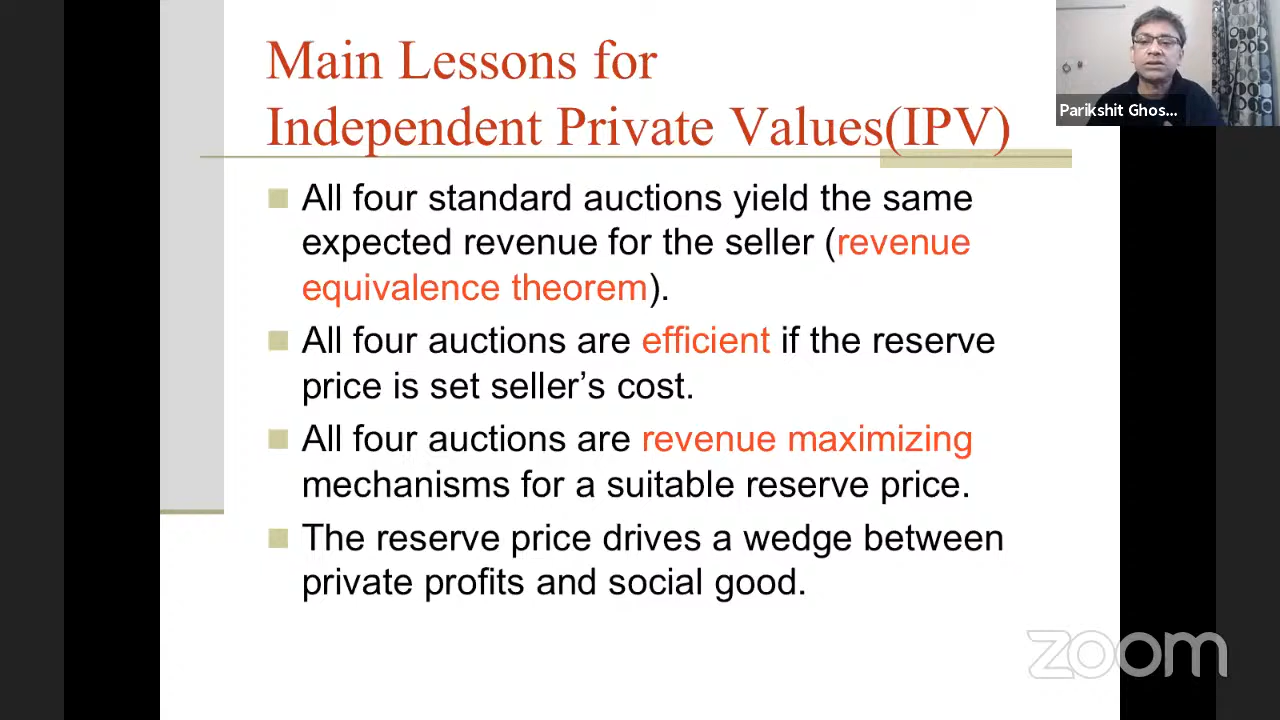 Main Lessons for
Independent Private Values(IPV)
All four standard auctions yield the same
expected revenue for the seller (revenue
equivalence theorem).
All four auctions are efficient if the reserve
price is set seller’s cost.
All four auctions are revenue maximizing
mechanisms for a suitable reserve price.
The reserve price drives a wedge between
private profits and social good.
Parikshit Ghos...
zoom